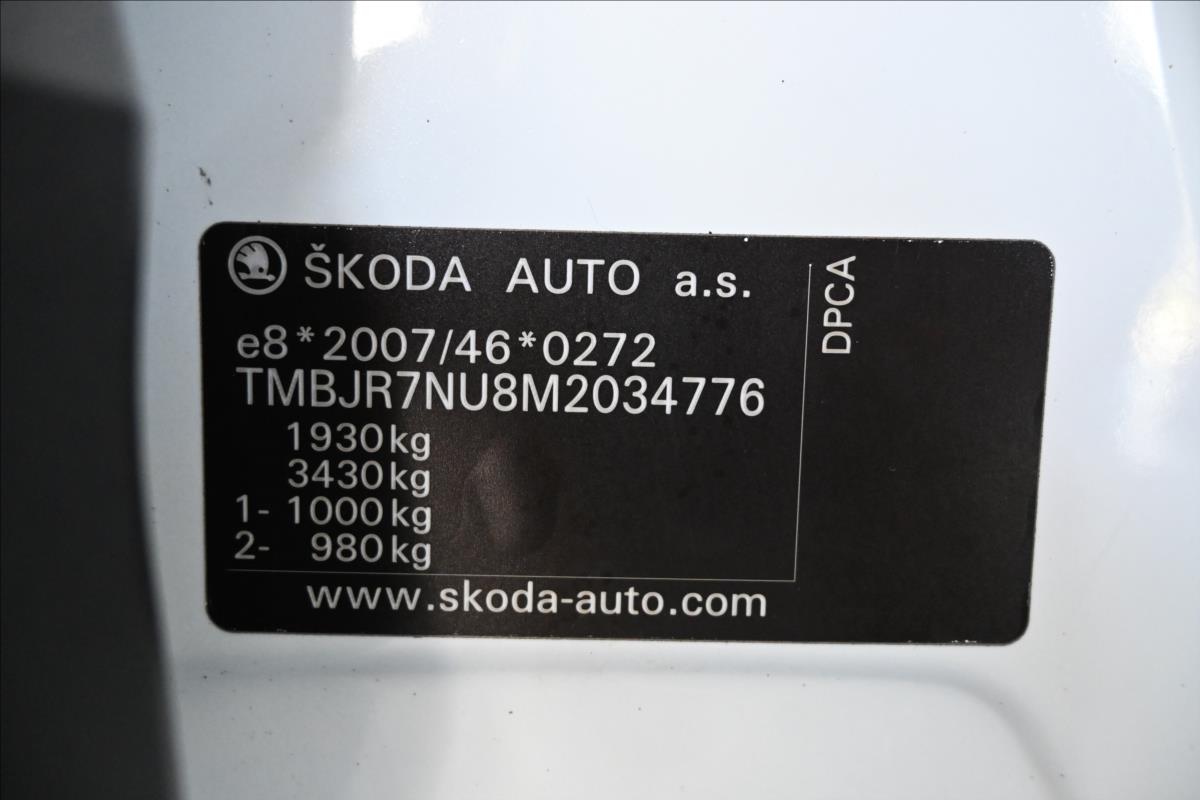 ŠKODA AUTO a.s.
e8*2007/46*0272
TMBJR7NU8M2034776
1930kg
3430kg
1- 1000kg
2- 980kg
www.skoda-auto.com
DPCA